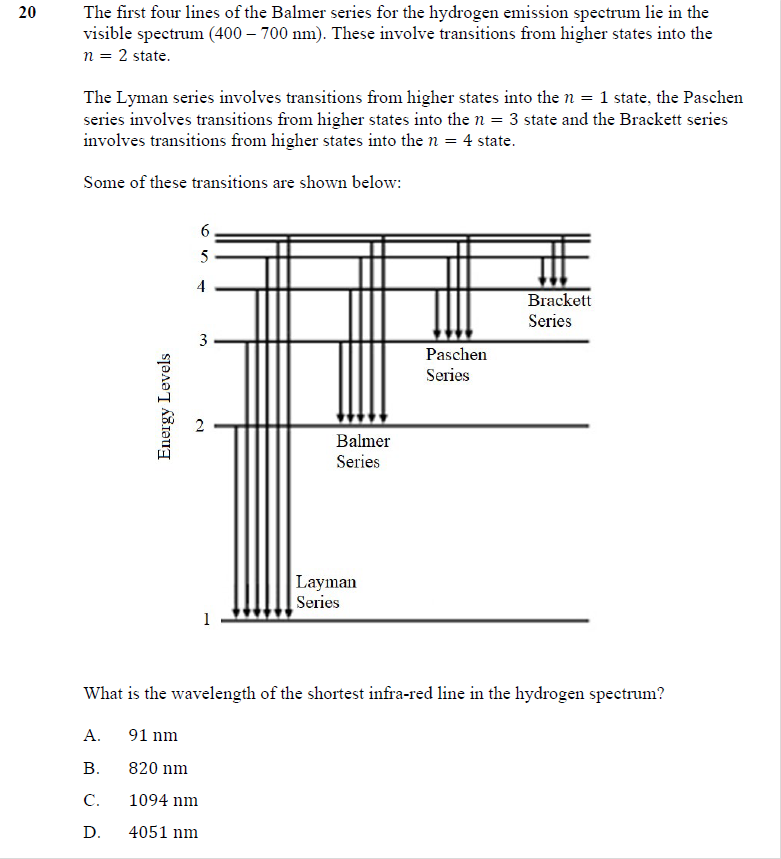 20 The first four lines of the Balmer series for the hydrogen emission spectrum lie in the
visible spectrum (400 – 700 nm). These involve transitions from higher states into the
n = 2 state.
The Lyman series involves transitions from higher states into the n = 1 state, the Paschen
series involves transitions from higher states into the n = 3 state and the Brackett series
involves transitions from higher states into the n = 4 state.
Some of these transitions are shown below:
6
5
4
Brackett
Series
3
Paschen
Series
Energy Levels
2
Balmer
Series
Layman
Series
1
What is the wavelength of the shortest infra-red line in the hydrogen spectrum?
A. 91 nm
B. 820 nm
C. 1094 nm
D. 4051 nm